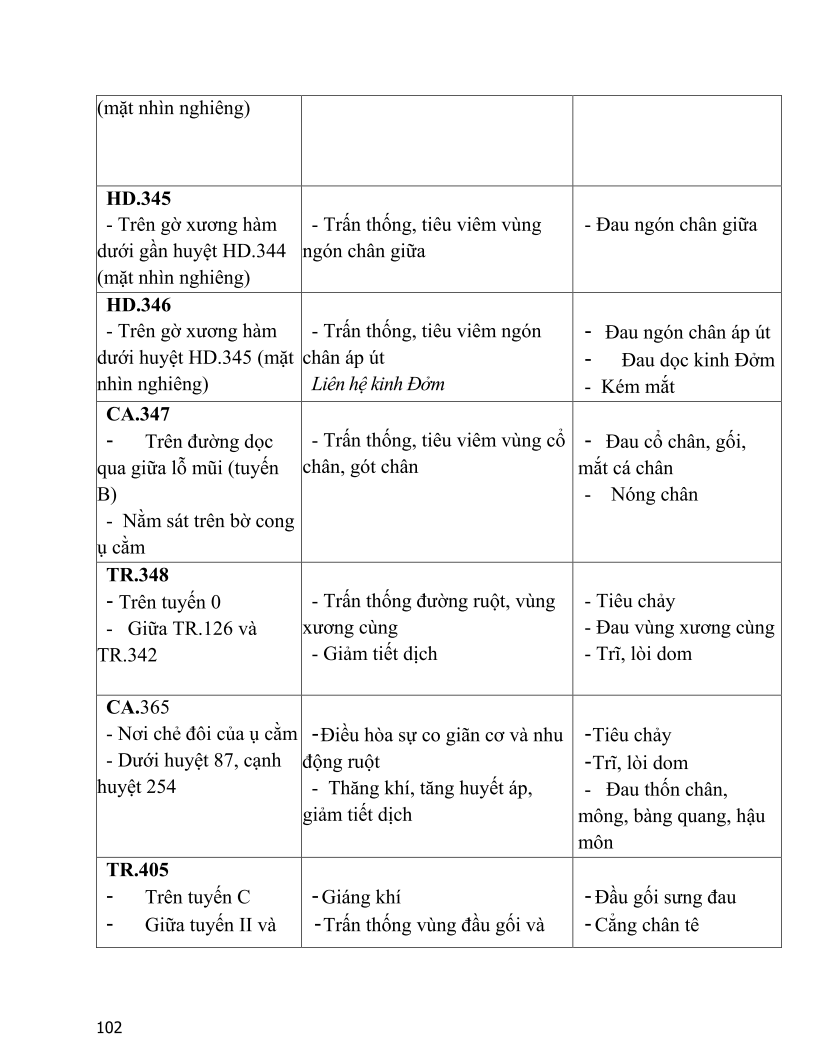 (mặt nhìn nghiêng)
HD.345
- Trên gờ xương hàm
dưới gần huyệt HD.344
(mặt nhìn nghiêng)
- Trấn thống, tiêu viêm vùng
ngón chân giữa
- Đau ngón chân giữa
HD.346
- Trên gờ xương hàm
dưới huyệt HD.345 (mặt
nhìn nghiêng)
- Trấn thống, tiêu viêm ngón
chân áp út
Liên hệ kinh Đởm
- Đau ngón chân áp út
- Đau dọc kinh Đởm
- Kém mắt
CA.347
- Trên đường dọc
qua giữa lỗ mũi (tuyến
B)
- Nằm sát trên bờ cong
ụ cằm
- Trấn thống, tiêu viêm vùng cổ
chân, gót chân
- Đau cổ chân, gối,
mắt cá chân
- Nóng chân
TR.348
- Trên tuyến 0
- Giữa TR.126 và
TR.342
- Trấn thống đường ruột, vùng
xương cùng
- Giảm tiết dịch
- Tiêu chảy
- Đau vùng xương cùng
- Trĩ, lòi dom
CA.365
- Nơi chẻ đôi của ụ cằm
- Dưới huyệt 87, cạnh
huyệt 254
-Điều hòa sự co giãn cơ và nhu
động ruột
- Thăng khí, tăng huyết áp,
giảm tiết dịch
-Tiêu chảy
-Trĩ, lòi dom
- Đau thốn chân,
mông, bàng quang, hậu
môn
TR.405
- Trên tuyến C
- Giữa tuyến II và
-Giáng khí
-Trấn thống vùng đầu gối và
-Đầu gối sưng đau
-Cẳng chân tê
102